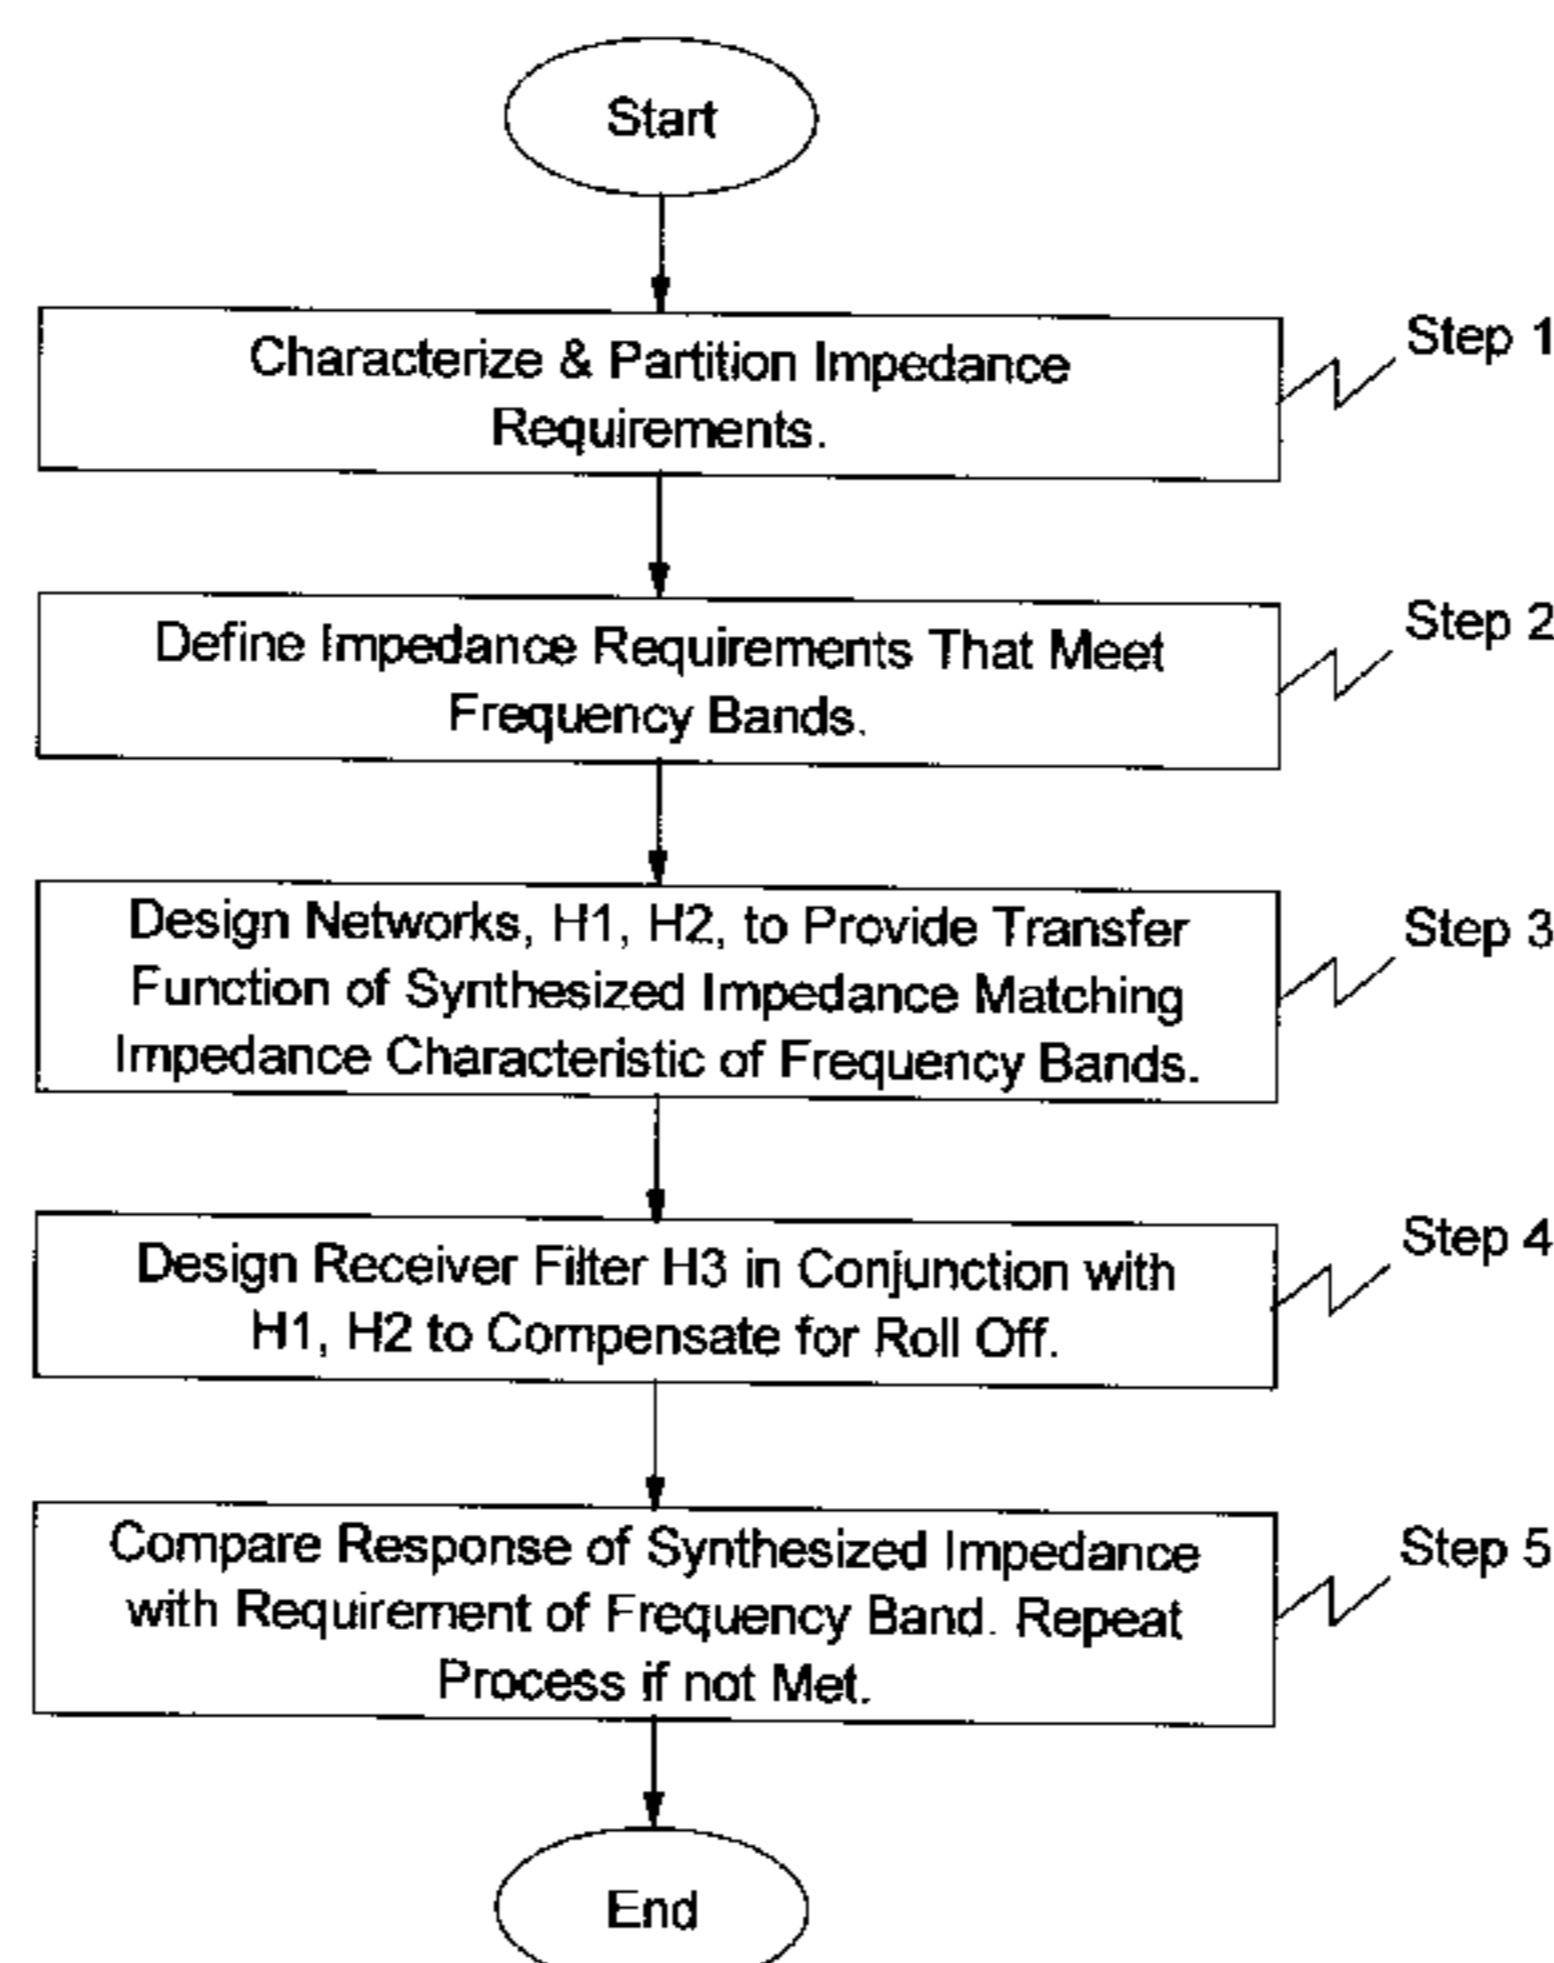 Start
Characterize & Partition Impedance
Requirements.
Step 1
Define Impedance Requirements That Meet
Frequency Bands.
Step 2
Design Networks, H1, H2, to Provide Transfer
Function of Synthesized Impedance Matching
Impedance Characteristic of Frequency Bands.
Step 3
Design Receiver Filter H3 in Conjunction with
H1, H2 to Compensate for Roll Off.
Step 4
Compare Response of Synthesized Impedance
with Requirement of Frequency Band. Repeat
Process if not Met.
Step 5
End